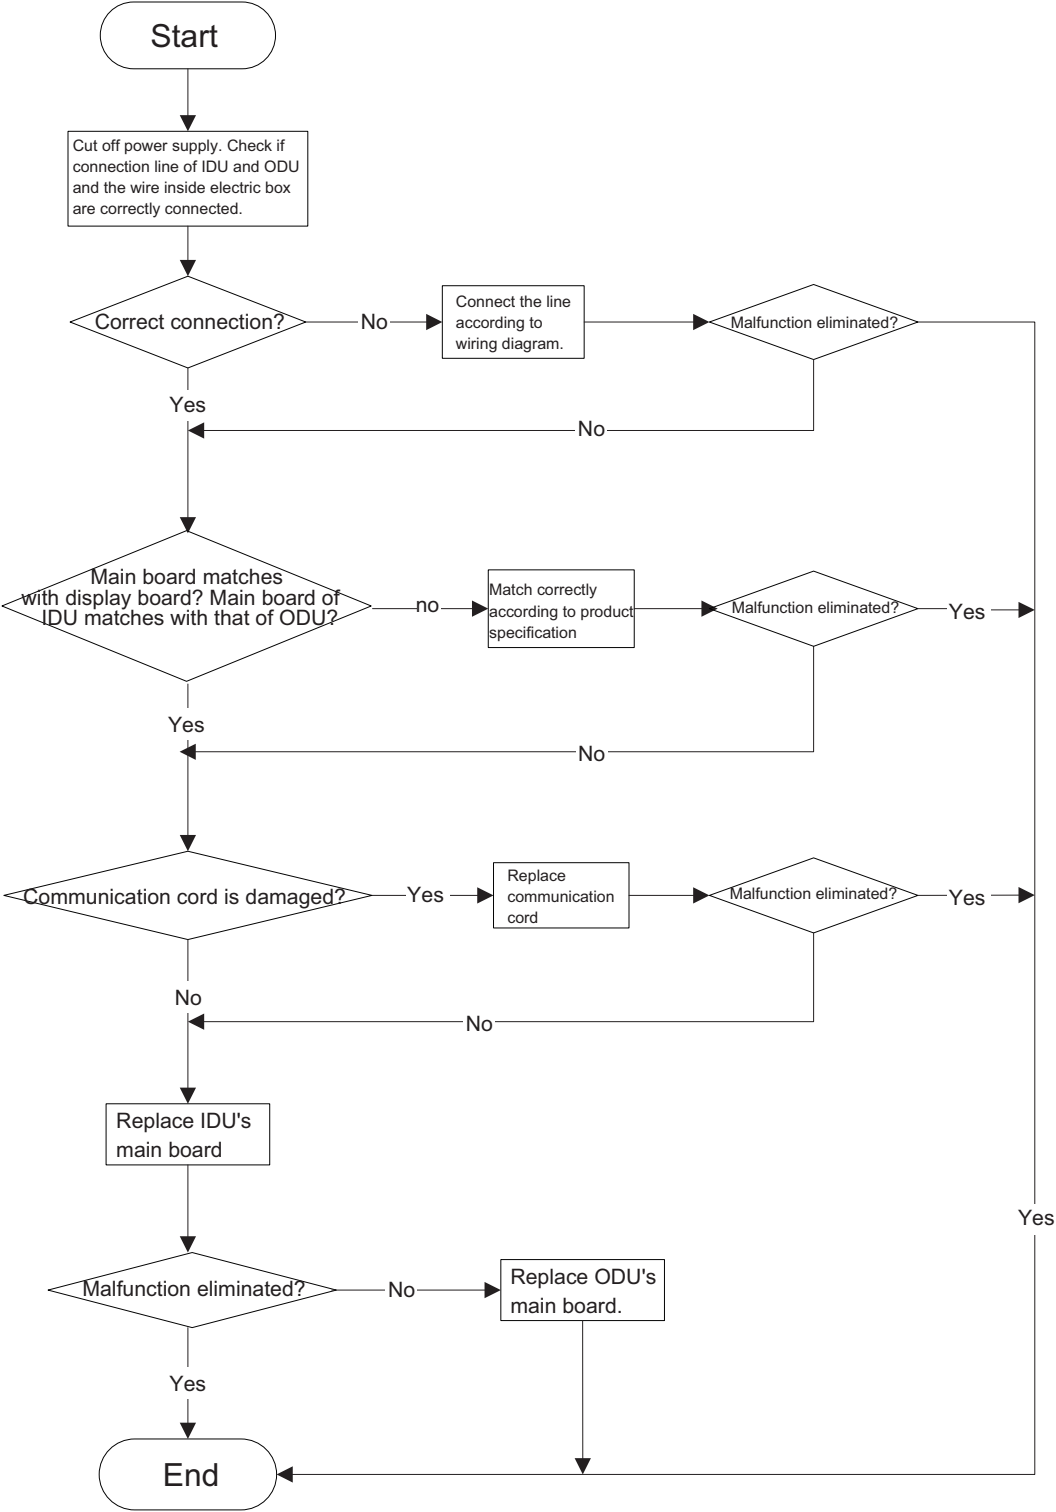 Start
Cut off power supply. Check if
connection line of IDU and ODU
and the wire inside electric box
are correctly connected.
Correct connection?
No
Connect the line
according to
wiring diagram.
Malfunction eliminated?
Yes
No
Main board matches
with display board? Main board of
IDU matches with that of ODU?
no
Match correctly
according to product
specification
Malfunction eliminated?
Yes
Yes
No
Communication cord is damaged?
Yes
Replace
communication
cord
Malfunction eliminated?
Yes
No
No
Replace IDU's
main board
Yes
Malfunction eliminated?
No
Replace ODU's
main board.
Yes
End